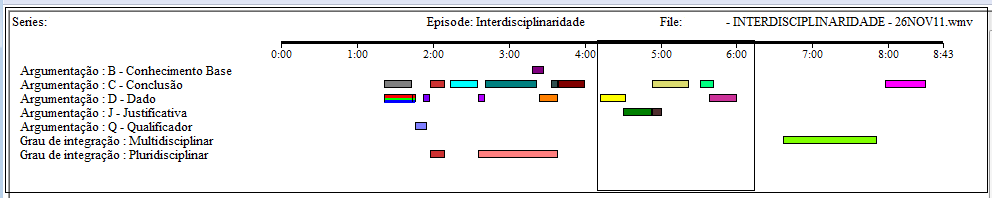 Series: Episode: Interdisciplinaridade File: - INTERDISCIPLINARIDADE - 26NOV11.wmv
0:00 1:00 2:00 3:00 4:00 5:00 6:00 7:00 8:00 8:43
Argumentação : B - Conhecimento Base
Argumentação : C - Conclusão
Argumentação : D - Dado
Argumentação : J - Justificativa
Argumentação : Q - Qualificador
Grau de integração : Multidisciplinar
Grau de integração : Pluridisciplinar